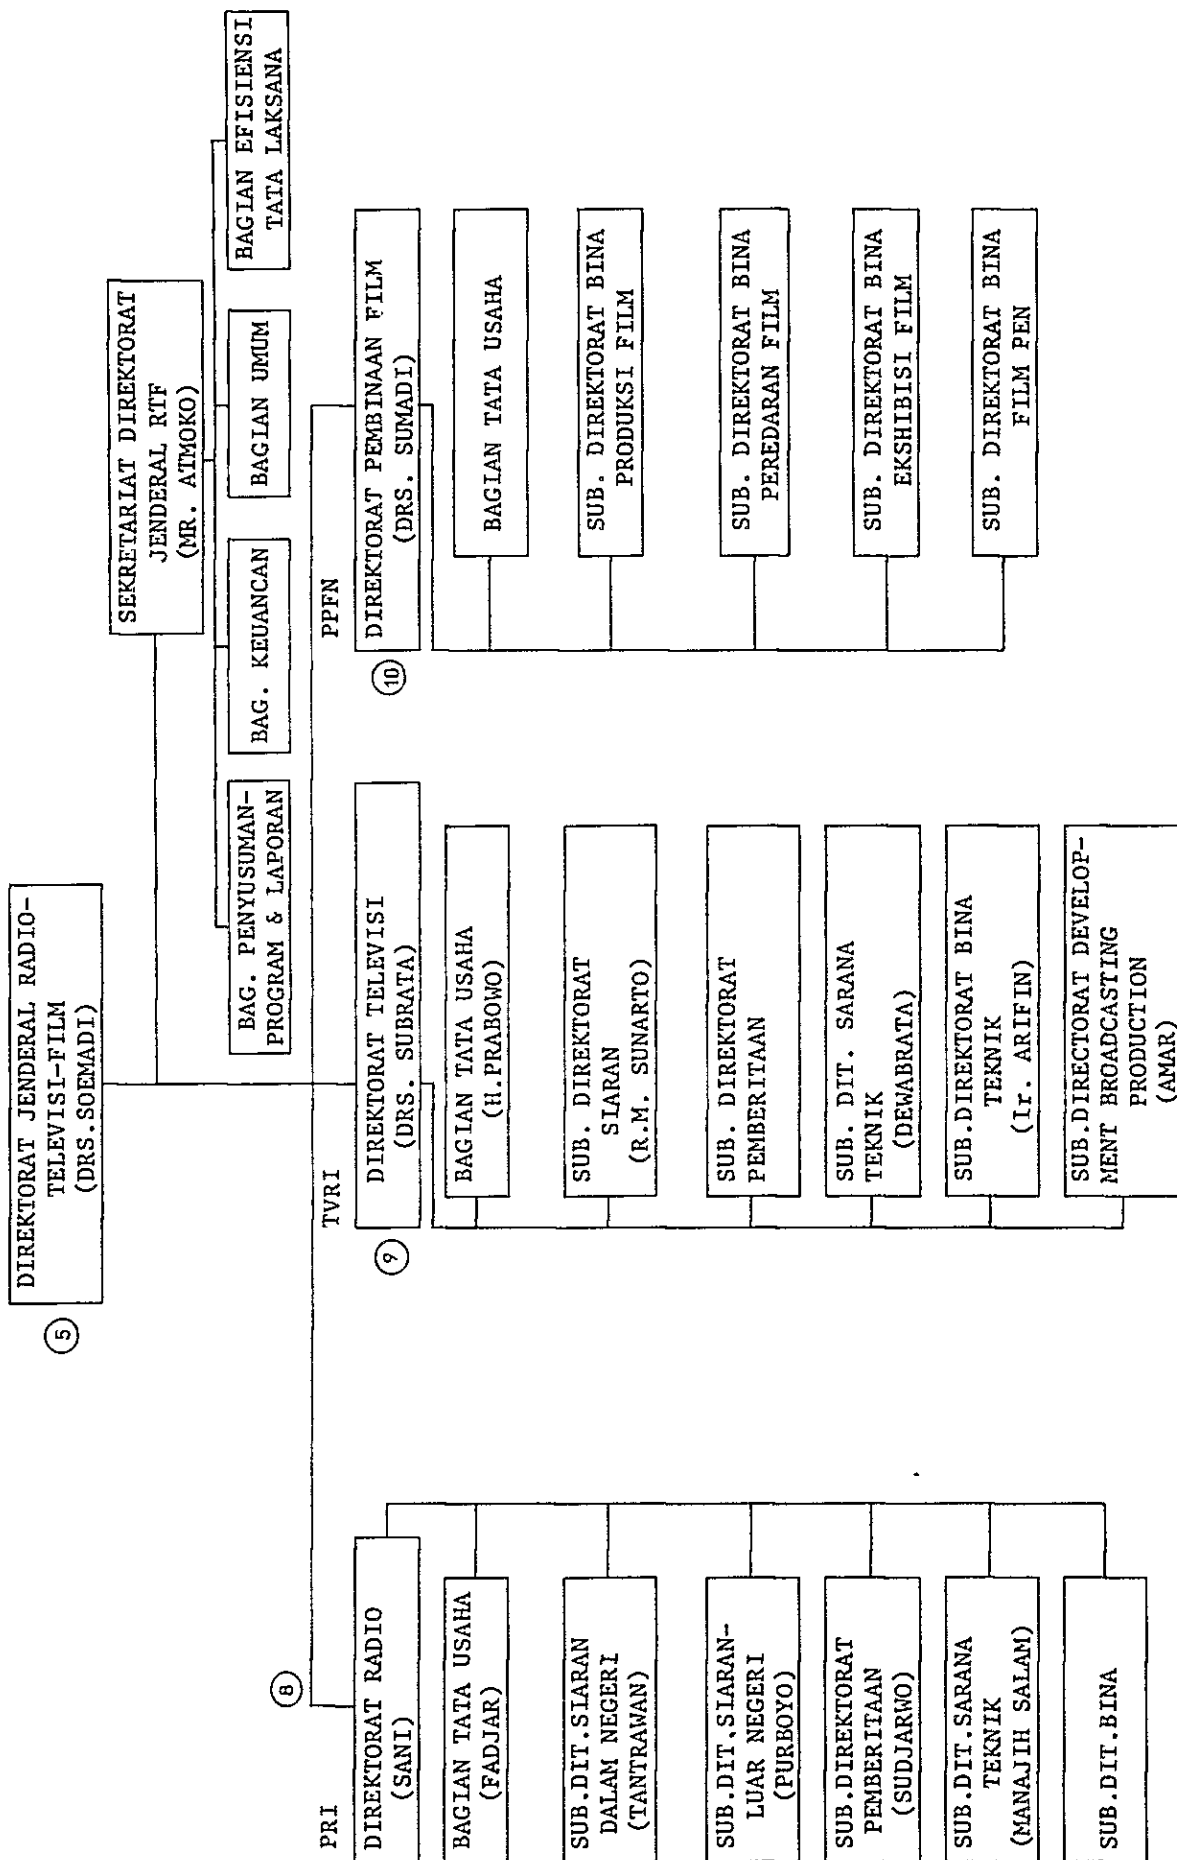 DIREKTORAT JENDERAL RADIO-
TELEVISI-FILM
(DRS.SOEMADI)
5
SEKRETARIAT DIREKTORAT
JENDERAL RTF
(MR. ATMOKO)
BAG. PENYUSUMAN-
PROGRAM & LAPORAN
BAG. KEUANCAN
BAGIAN UMUM
BAGIAN EFISIENSI
TATA LAKSANA
PRI
8
DIREKTORAT RADIO
(SANI)
BAGIAN TATA USAHA
(FADJAR)
SUB.DIT.SIARAN
DALAM NEGERI
(TANTRAWAN)
SUB.DIT.SIARAN-
LUAR NEGERI
(PURBOYO)
SUB.DIREKTORAT
PEMBERITAAN
(SUDJARWO)
SUB.DIT.SARANA
TEKNIK
(MANAJIH SALAM)
SUB.DIT.BINA
TVRI
9
DIREKTORAT TELEVISI
(DRS. SUBRATA)
BAGIAN TATA USAHA
(H.PRABOWO)
SUB. DIREKTORAT
SIARAN
(R.M. SUNARTO)
SUB. DIREKTORAT
PEMBERITAAN
SUB. DIT. SARANA
TEKNIK
(DEWABRATA)
SUB.DIREKTORAT BINA
TEKNIK
(Ir. ARIFIN)
SUB.DIRECTORAT DEVELOP-
MENT BROADCASTING
PRODUCTION
(AMAR)
PPFN
10
DIREKTORAT PEMBINAAN FILM
(DRS. SUMADI)
BAGIAN TATA USAHA
SUB. DIREKTORAT BINA
PRODUKSI FILM
SUB. DIREKTORAT BINA
PEREDARAN FILM
SUB. DIREKTORAT BINA
EKSHIBISI FILM
SUB. DIREKTORAT BINA
FILM PEN